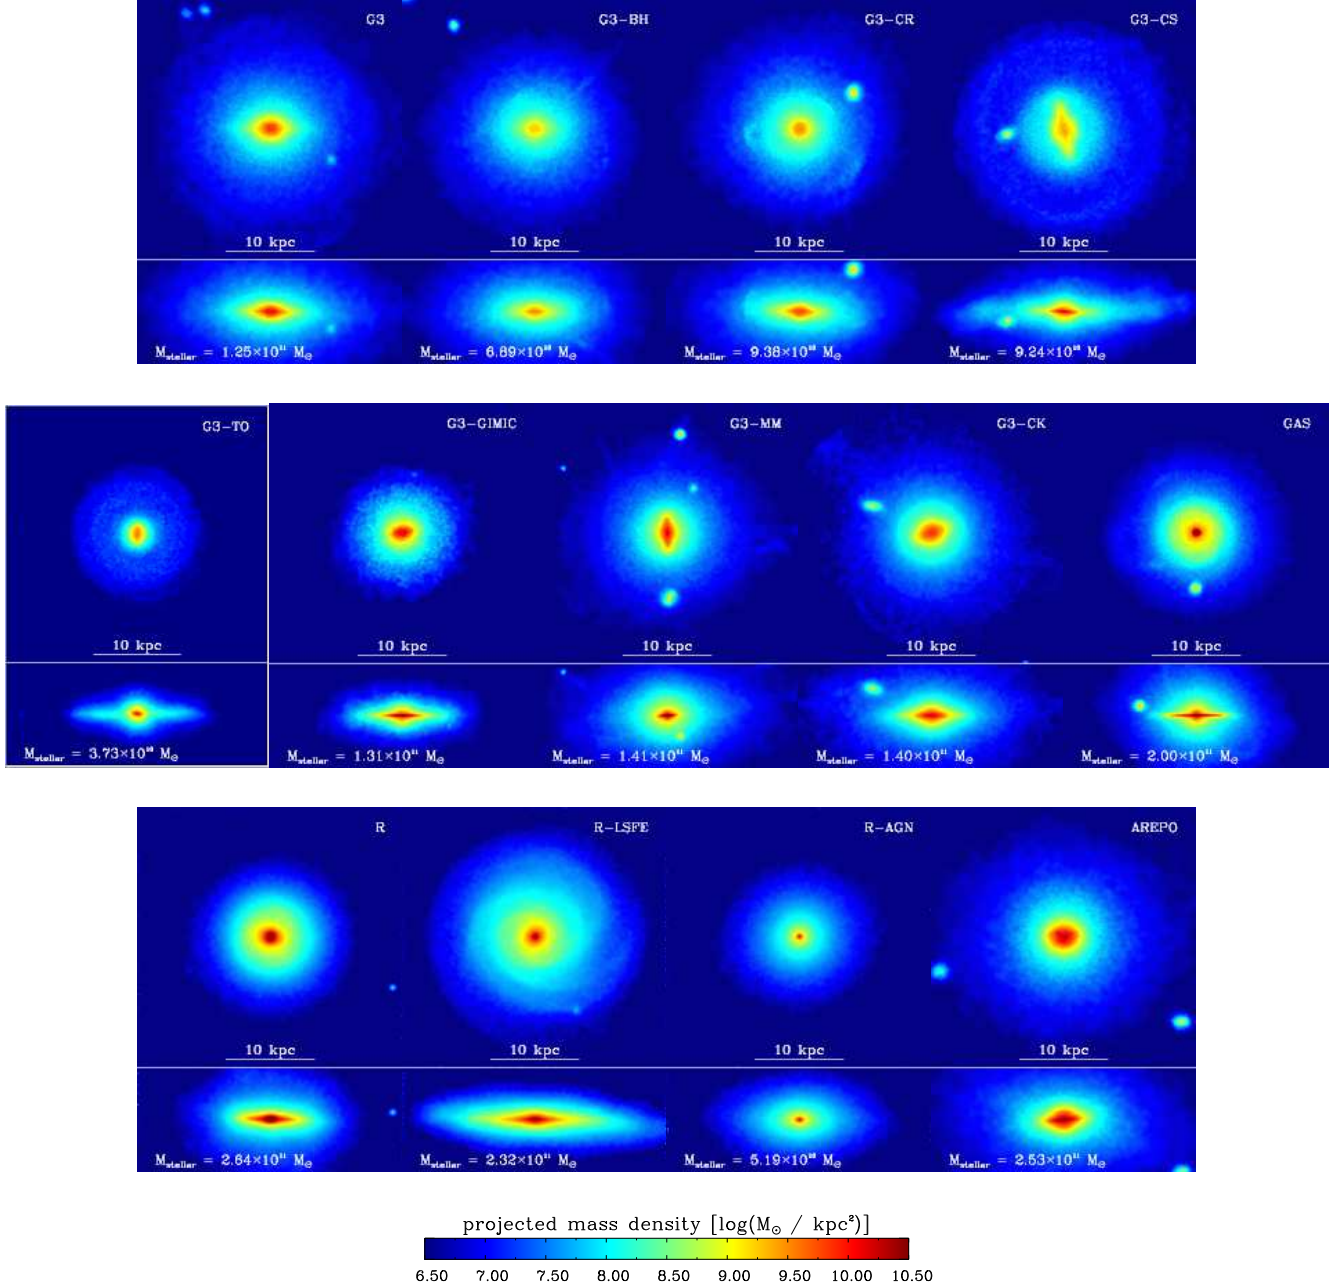 G3 G3-BH G3-CR G3-CS
10 kpc 10 kpc 10 kpc 10 kpc
M_stellar = 1.25×10¹¹ M☉ M_stellar = 6.89×10¹⁰ M☉ M_stellar = 9.38×10¹⁰ M☉ M_stellar = 9.24×10¹⁰ M☉
G3-TO G3-GIMIC G3-MM G3-CK GAS
10 kpc 10 kpc 10 kpc 10 kpc 10 kpc
M_stellar = 3.73×10¹⁰ M☉ M_stellar = 1.31×10¹¹ M☉ M_stellar = 1.41×10¹¹ M☉ M_stellar = 1.40×10¹¹ M☉ M_stellar = 2.00×10¹¹ M☉
R R-LSFE R-AGN AREPO
10 kpc 10 kpc 10 kpc 10 kpc
M_stellar = 2.64×10¹¹ M☉ M_stellar = 2.32×10¹¹ M☉ M_stellar = 5.19×10¹⁰ M☉ M_stellar = 2.53×10¹¹ M☉
projected mass density [log(M☉ / kpc²)]
6.50 7.00 7.50 8.00 8.50 9.00 9.50 10.00 10.50